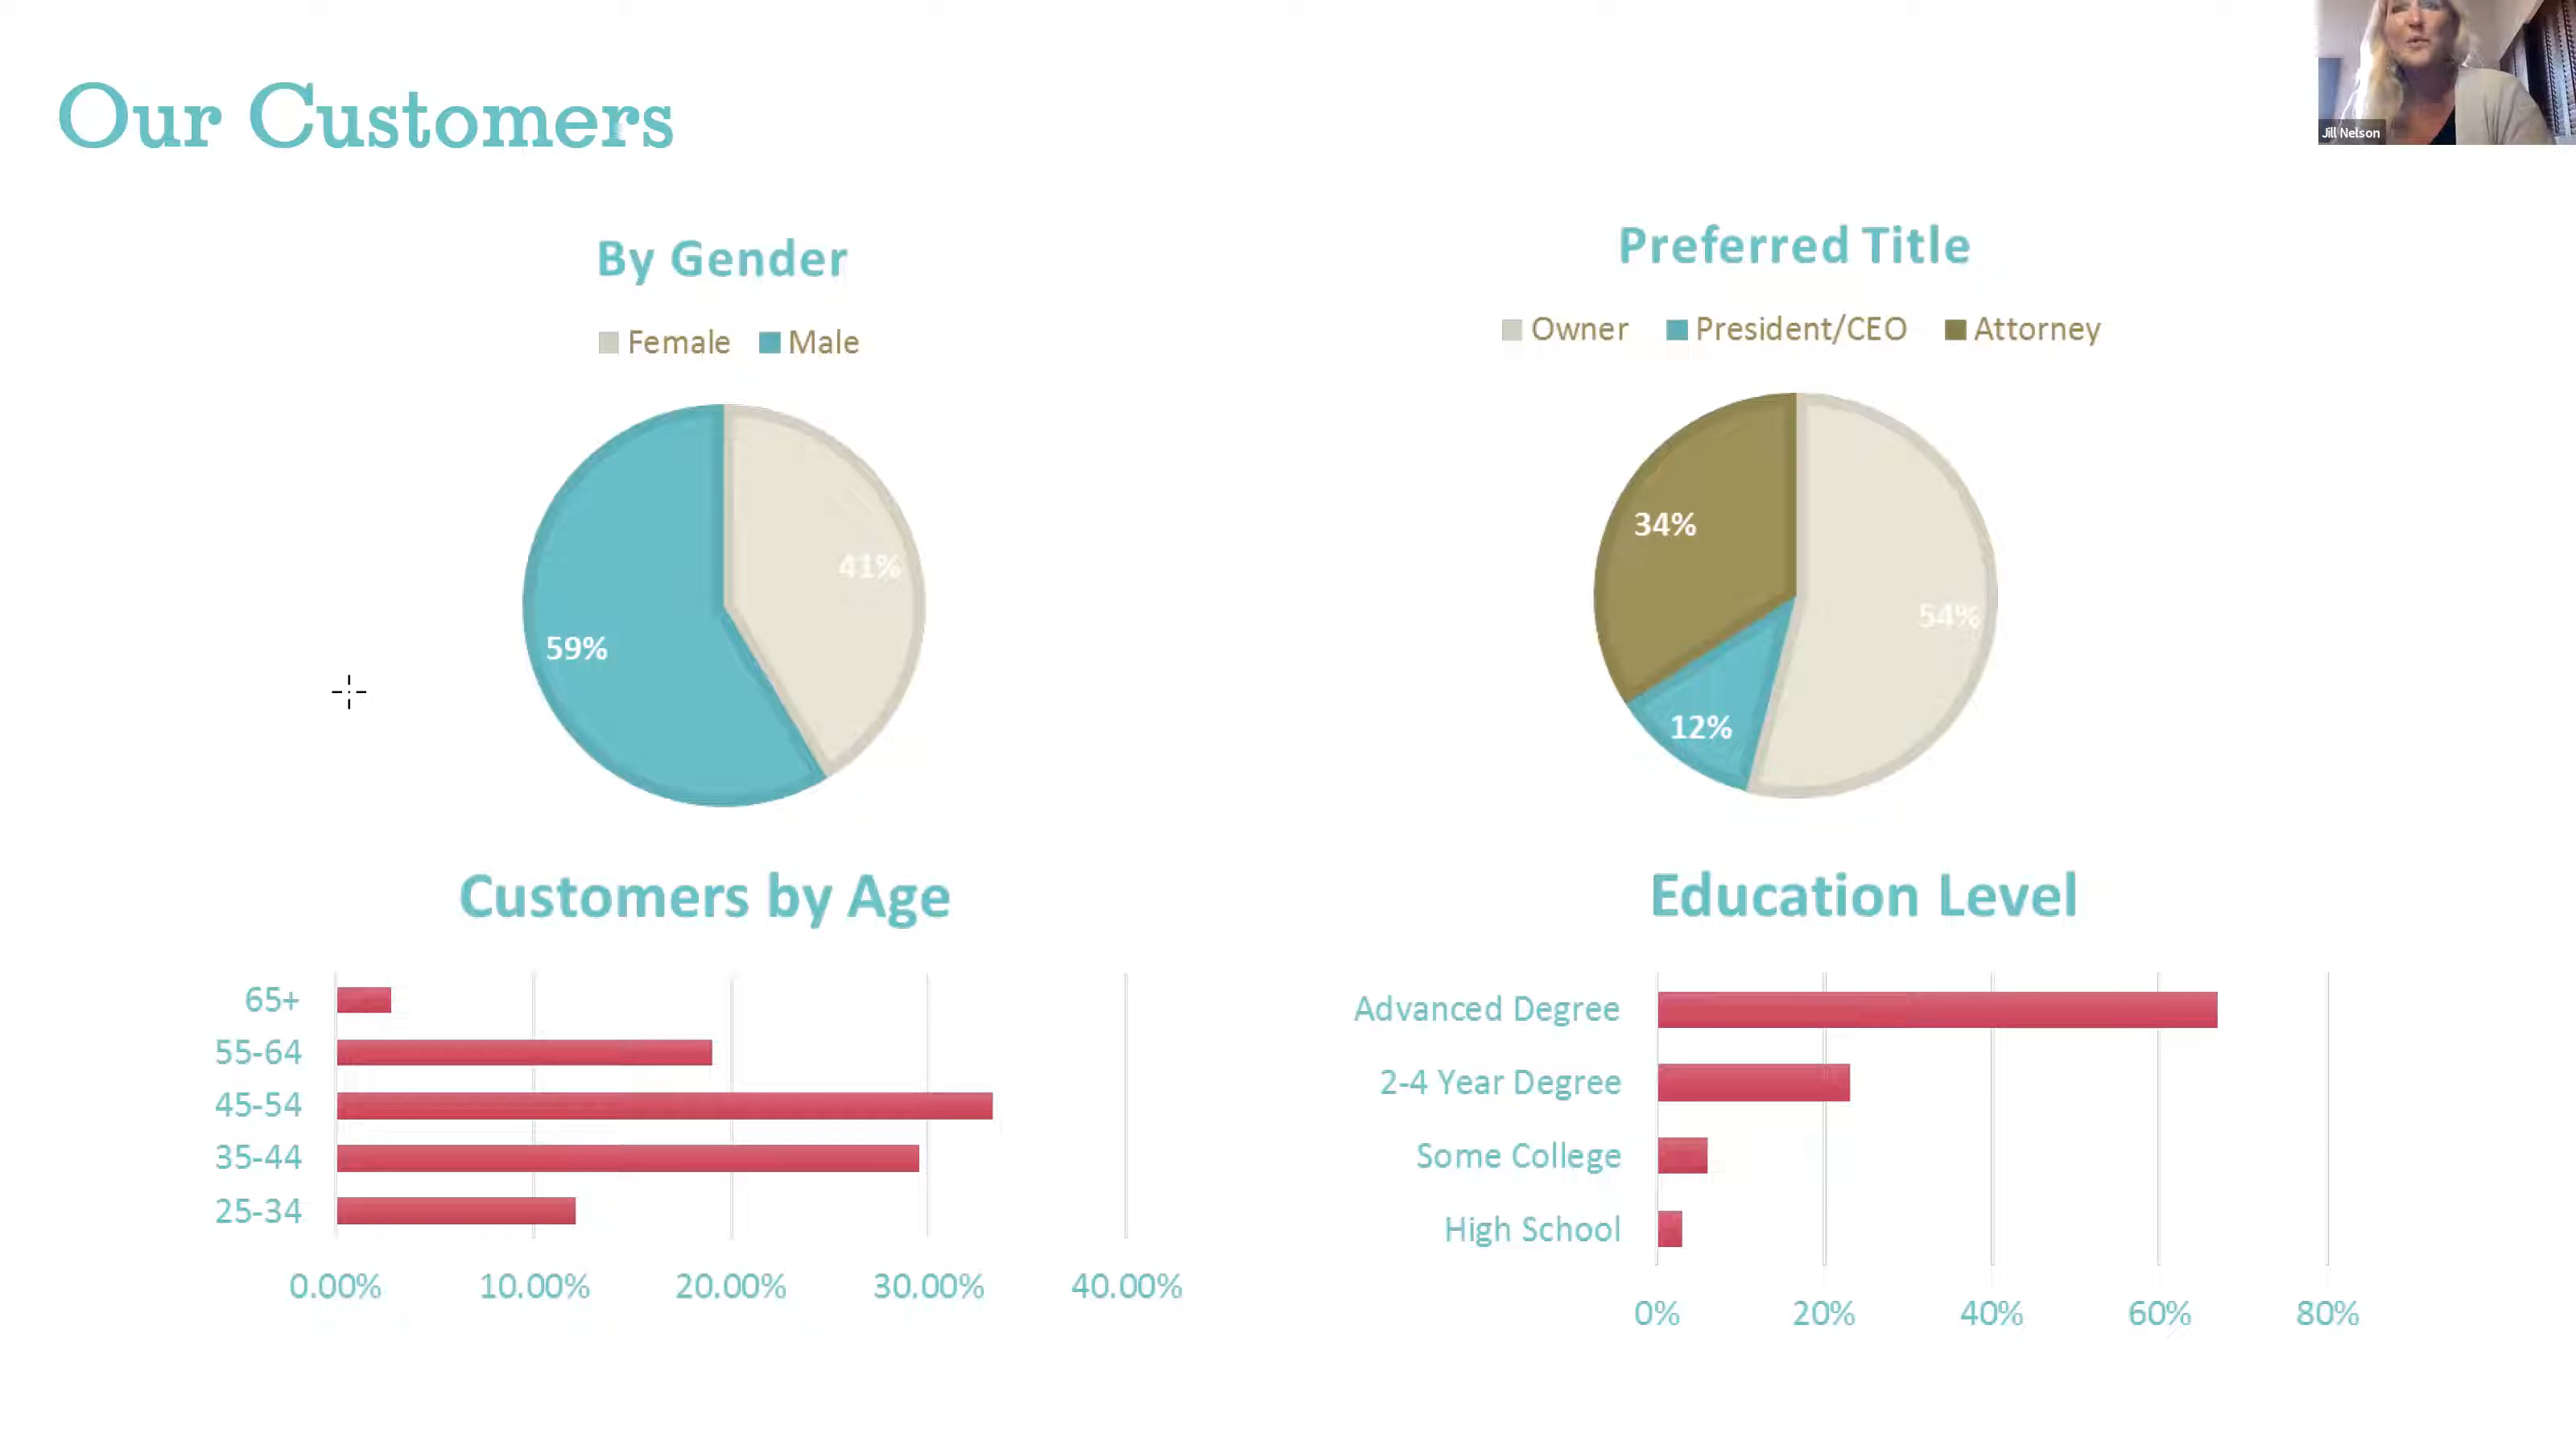 Our Customers
Jill Nelson
By Gender
Female Male
41%
59%
Preferred Title
Owner President/CEO Attorney
34%
54%
12%
Customers by Age
65+
55-64
45-54
35-44
25-34
0.00% 10.00% 20.00% 30.00% 40.00%
Education Level
Advanced Degree
2-4 Year Degree
Some College
High School
0% 20% 40% 60% 80%